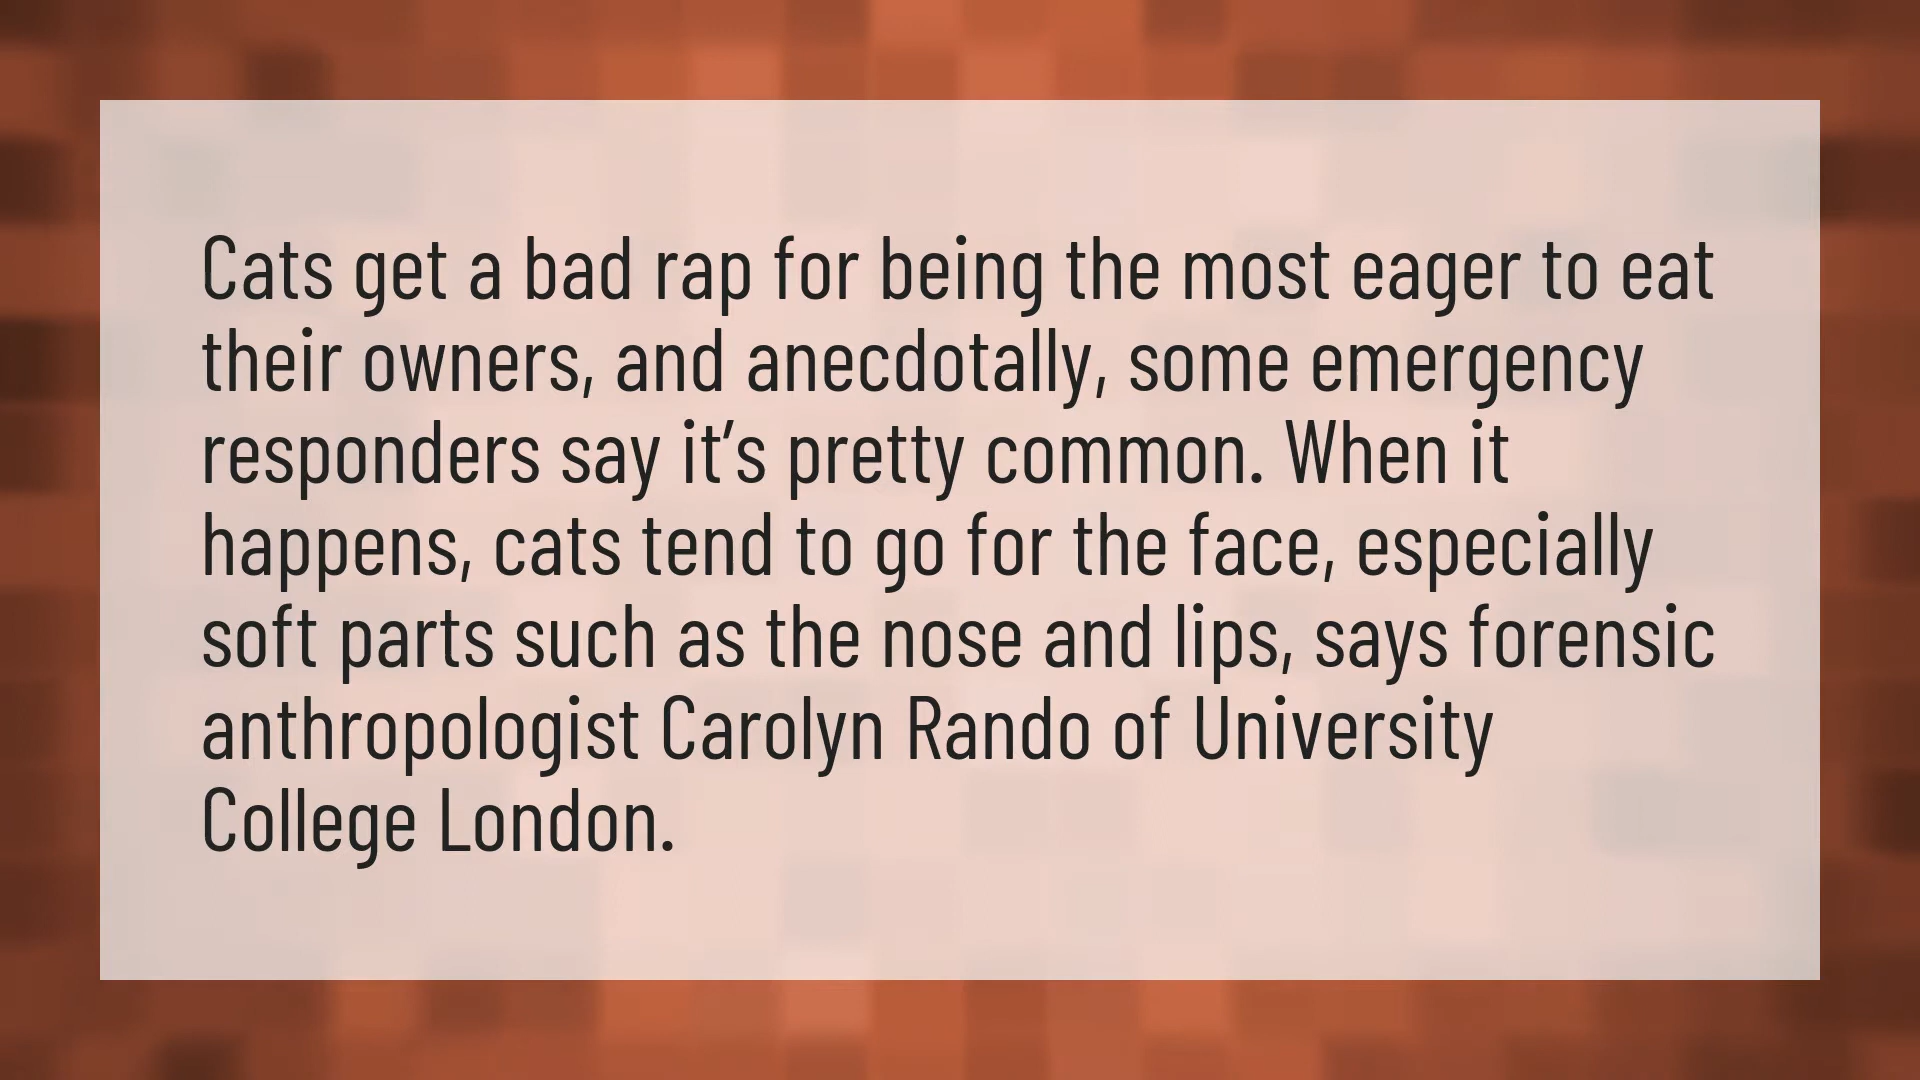 Cats get a bad rap for being the most eager to eat
their owners, and anecdotally, some emergency
responders say it’s pretty common. When it
happens, cats tend to go for the face, especially
soft parts such as the nose and lips, says forensic
anthropologist Carolyn Rando of University
College London.